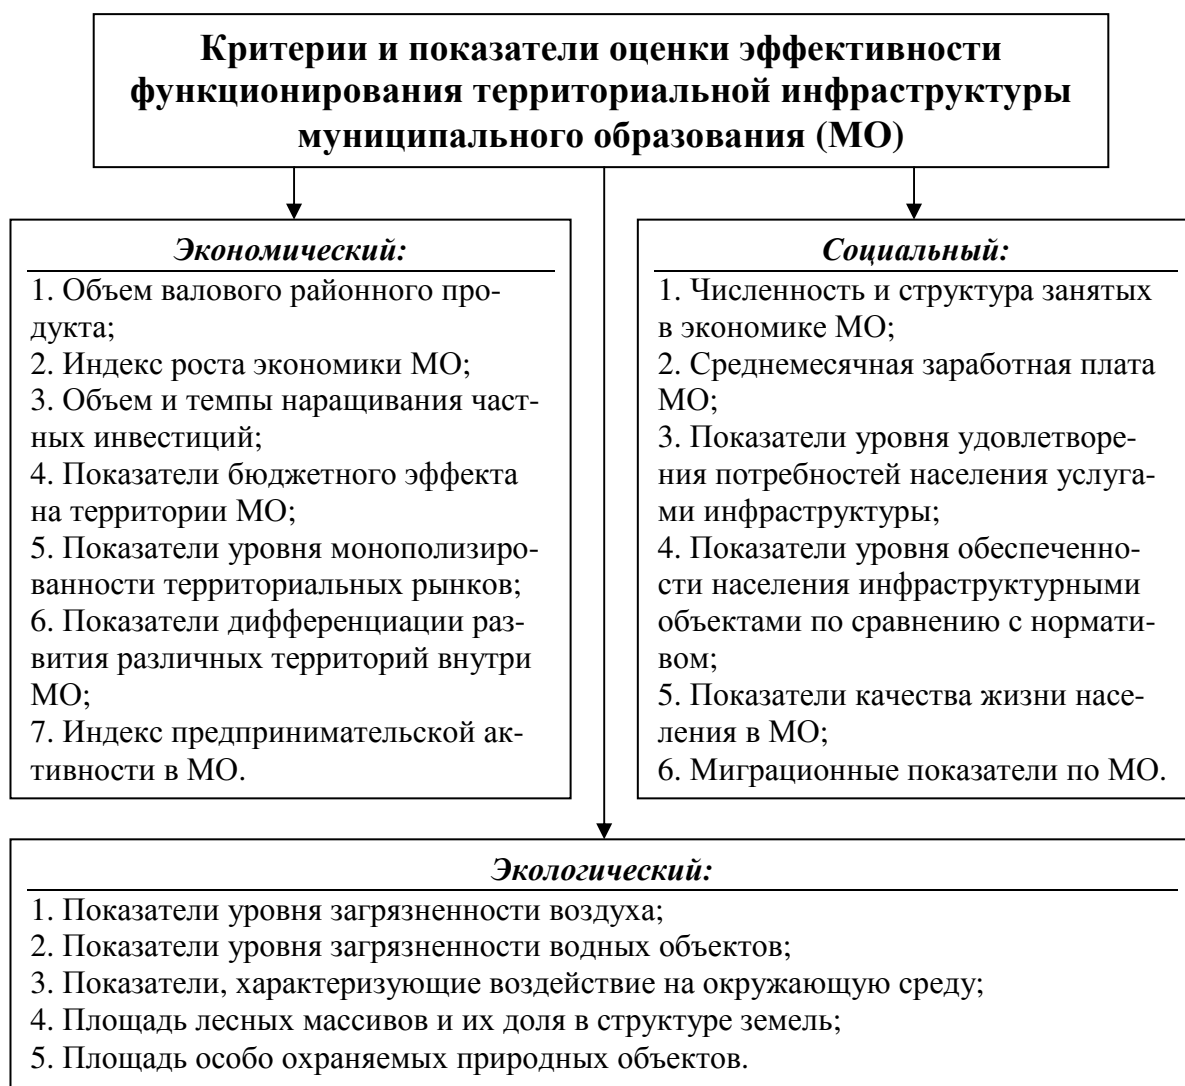 Критерии и показатели оценки эффективности
функционирования территориальной инфраструктуры
муниципального образования (МО)
Экономический:
1. Объем валового районного про-
дукта;
2. Индекс роста экономики МО;
3. Объем и темпы наращивания част-
ных инвестиций;
4. Показатели бюджетного эффекта
на территории МО;
5. Показатели уровня монополизиро-
ванности территориальных рынков;
6. Показатели дифференциации раз-
вития различных территорий внутри
МО;
7. Индекс предпринимательской ак-
тивности в МО.
Социальный:
1. Численность и структура занятых
в экономике МО;
2. Среднемесячная заработная плата
МО;
3. Показатели уровня удовлетворе-
ния потребностей населения услуга-
ми инфраструктуры;
4. Показатели уровня обеспеченно-
сти населения инфраструктурными
объектами по сравнению с нормати-
вом;
5. Показатели качества жизни насе-
ления в МО;
6. Миграционные показатели по МО.
Экологический:
1. Показатели уровня загрязненности воздуха;
2. Показатели уровня загрязненности водных объектов;
3. Показатели, характеризующие воздействие на окружающую среду;
4. Площадь лесных массивов и их доля в структуре земель;
5. Площадь особо охраняемых природных объектов.